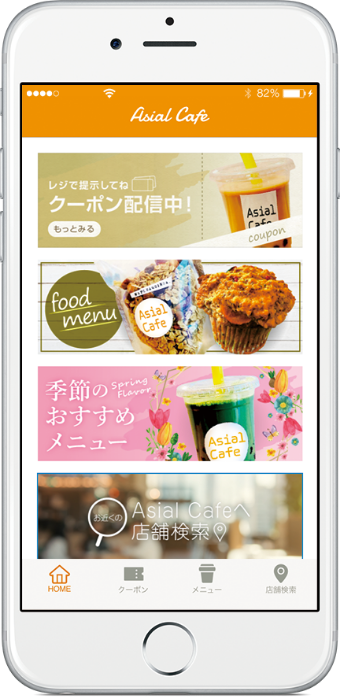 82%
Asial Cafe
レジで提示してね
クーポン配信中!
もっとみる
Asial
Cafe
coupon
food
menu
Asial
Cafe
季節の
Spring
Flavor
おすすめ
メニュー
Asial
Cafe
お近くの
Asial Cafeへ
店舗検索
HOME
クーポン
メニュー
店舗検索